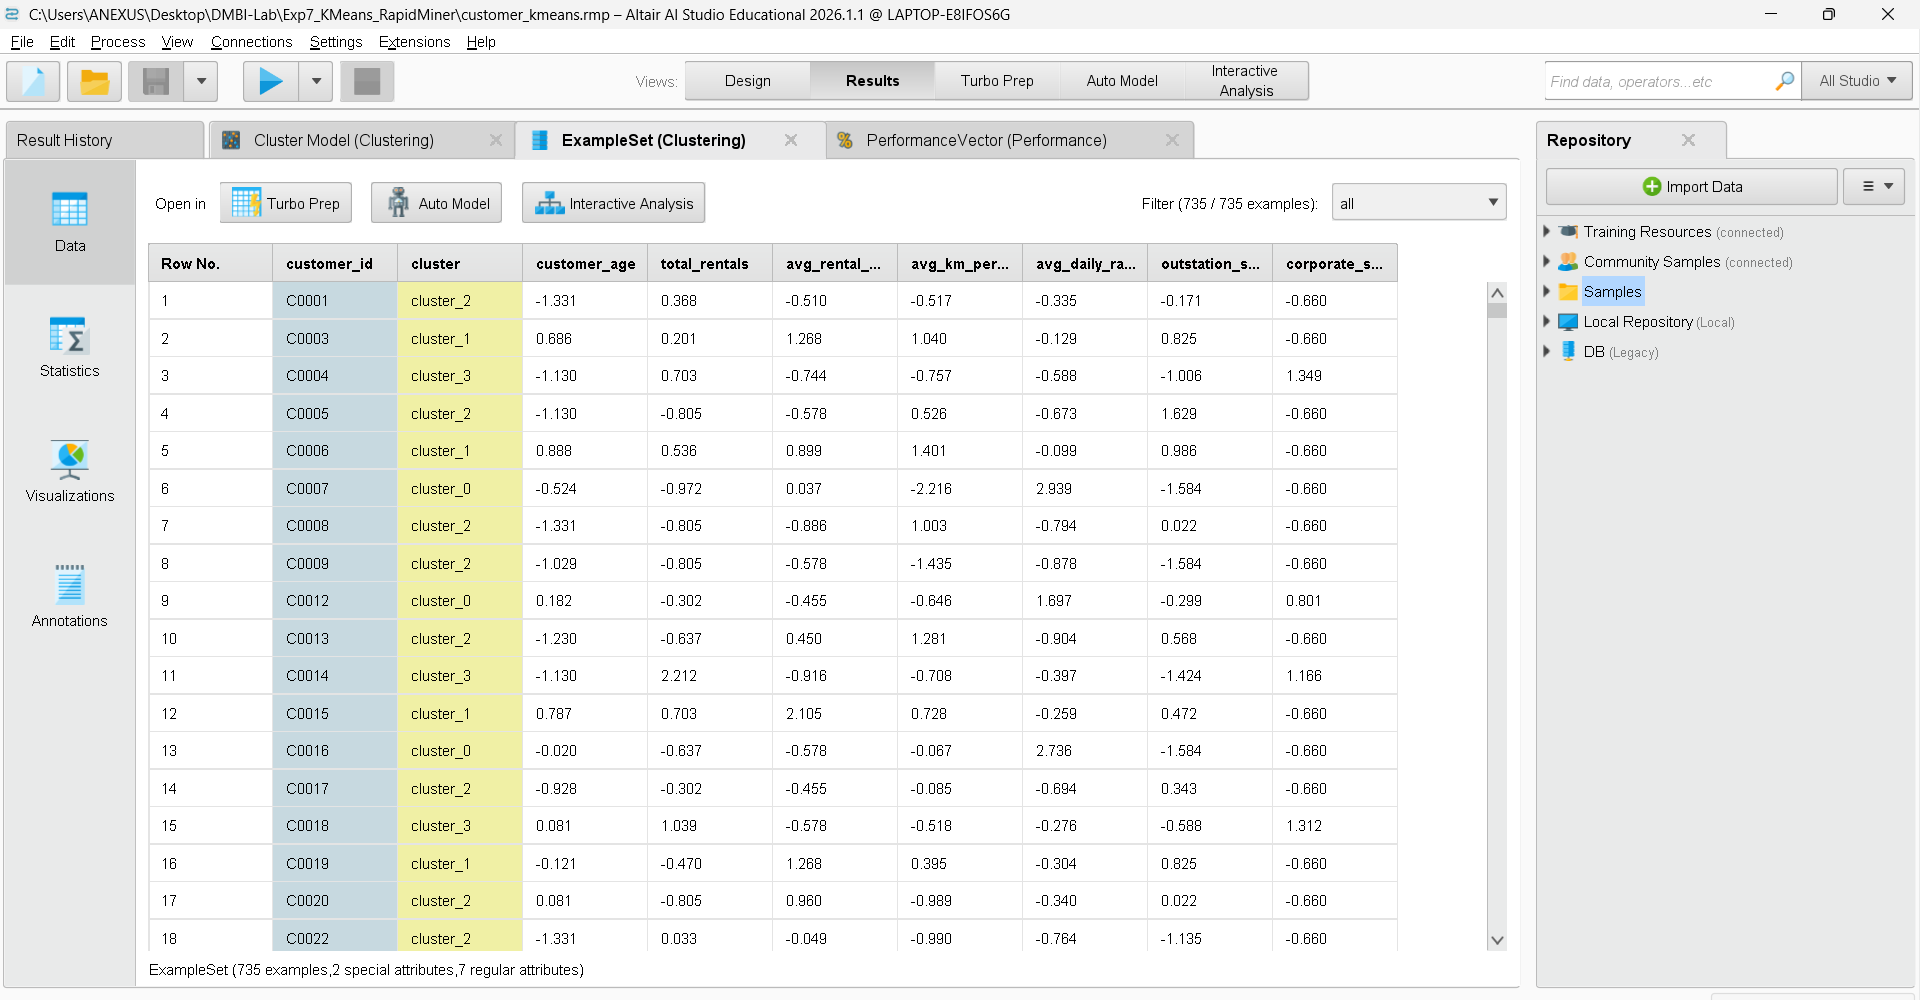 C:\Users\ANEXUS\Desktop\DMBI-Lab\Exp7_KMeans_RapidMiner\customer_kmeans.rmp – Altair AI Studio Educational 2026.1.1 @ LAPTOP-E8IFOS6G
File Edit Process View Connections Settings Extensions Help
Views: Design Results Turbo Prep Auto Model Interactive Analysis
Find data, operators...etc All Studio
Result History Cluster Model (Clustering) ExampleSet (Clustering) PerformanceVector (Performance)
Data
Statistics
Visualizations
Annotations
Open in Turbo Prep Auto Model Interactive Analysis Filter (735 / 735 examples): all
Row No. customer_id cluster customer_age total_rentals avg_rental_... avg_km_per... avg_daily_ra... outstation_s... corporate_s...
1 C0001 cluster_2 -1.331 0.368 -0.510 -0.517 -0.335 -0.171 -0.660
2 C0003 cluster_1 0.686 0.201 1.268 1.040 -0.129 0.825 -0.660
3 C0004 cluster_3 -1.130 0.703 -0.744 -0.757 -0.588 -1.006 1.349
4 C0005 cluster_2 -1.130 -0.805 -0.578 0.526 -0.673 1.629 -0.660
5 C0006 cluster_1 0.888 0.536 0.899 1.401 -0.099 0.986 -0.660
6 C0007 cluster_0 -0.524 -0.972 0.037 -2.216 2.939 -1.584 -0.660
7 C0008 cluster_2 -1.331 -0.805 -0.886 1.003 -0.794 0.022 -0.660
8 C0009 cluster_2 -1.029 -0.805 -0.578 -1.435 -0.878 -1.584 -0.660
9 C0012 cluster_0 0.182 -0.302 -0.455 -0.646 1.697 -0.299 0.801
10 C0013 cluster_2 -1.230 -0.637 0.450 1.281 -0.904 0.568 -0.660
11 C0014 cluster_3 -1.130 2.212 -0.916 -0.708 -0.397 -1.424 1.166
12 C0015 cluster_1 0.787 0.703 2.105 0.728 -0.259 0.472 -0.660
13 C0016 cluster_0 -0.020 -0.637 -0.578 -0.067 2.736 -1.584 -0.660
14 C0017 cluster_2 -0.928 -0.302 -0.455 -0.085 -0.694 0.343 -0.660
15 C0018 cluster_3 0.081 1.039 -0.578 -0.518 -0.276 -0.588 1.312
16 C0019 cluster_1 -0.121 -0.470 1.268 0.395 -0.304 0.825 -0.660
17 C0020 cluster_2 0.081 -0.805 0.960 -0.989 -0.340 0.022 -0.660
18 C0022 cluster_2 -1.331 0.033 -0.049 -0.990 -0.764 -1.135 -0.660
ExampleSet (735 examples,2 special attributes,7 regular attributes)
Repository
Import Data
Training Resources (connected)
Community Samples (connected)
Samples
Local Repository (Local)
DB (Legacy)